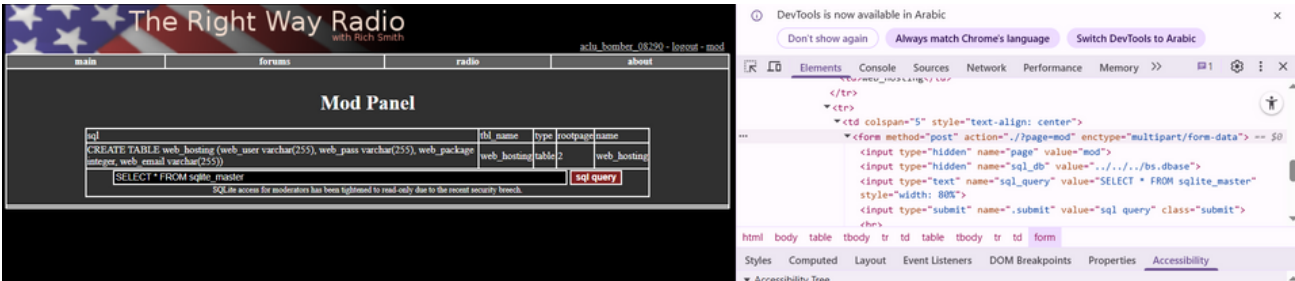 The Right Way Radio
with Rich Smith
aclu_bomber_08290 - logout - mod
main forums radio about
Mod Panel
sql tbl_name type rootpage name
CREATE TABLE web_hosting (web_user varchar(255), web_pass varchar(255), web_package integer, web_email varchar(255)) web_hosting table 2 web_hosting
SELECT * FROM sqlite_master sql query
SQLite access for moderators has been tightened to read-only due to the recent security breech.
DevTools is now available in Arabic
Don't show again Always match Chrome's language Switch DevTools to Arabic
Elements Console Sources Network Performance Memory 1
<td>web_hosting</td>
</tr>
<tr>
<td colspan="5" style="text-align: center">
<form method="post" action="./?page=mod" enctype="multipart/form-data"> == $0
<input type="hidden" name="page" value="mod">
<input type="hidden" name="sql_db" value="../../../bs.dbase">
<input type="text" name="sql_query" value="SELECT * FROM sqlite_master"
style="width: 80%">
<input type="submit" name=".submit" value="sql query" class="submit">
<br>
html body table tbody tr td table tbody tr td form
Styles Computed Layout Event Listeners DOM Breakpoints Properties Accessibility
Accessibility Tree